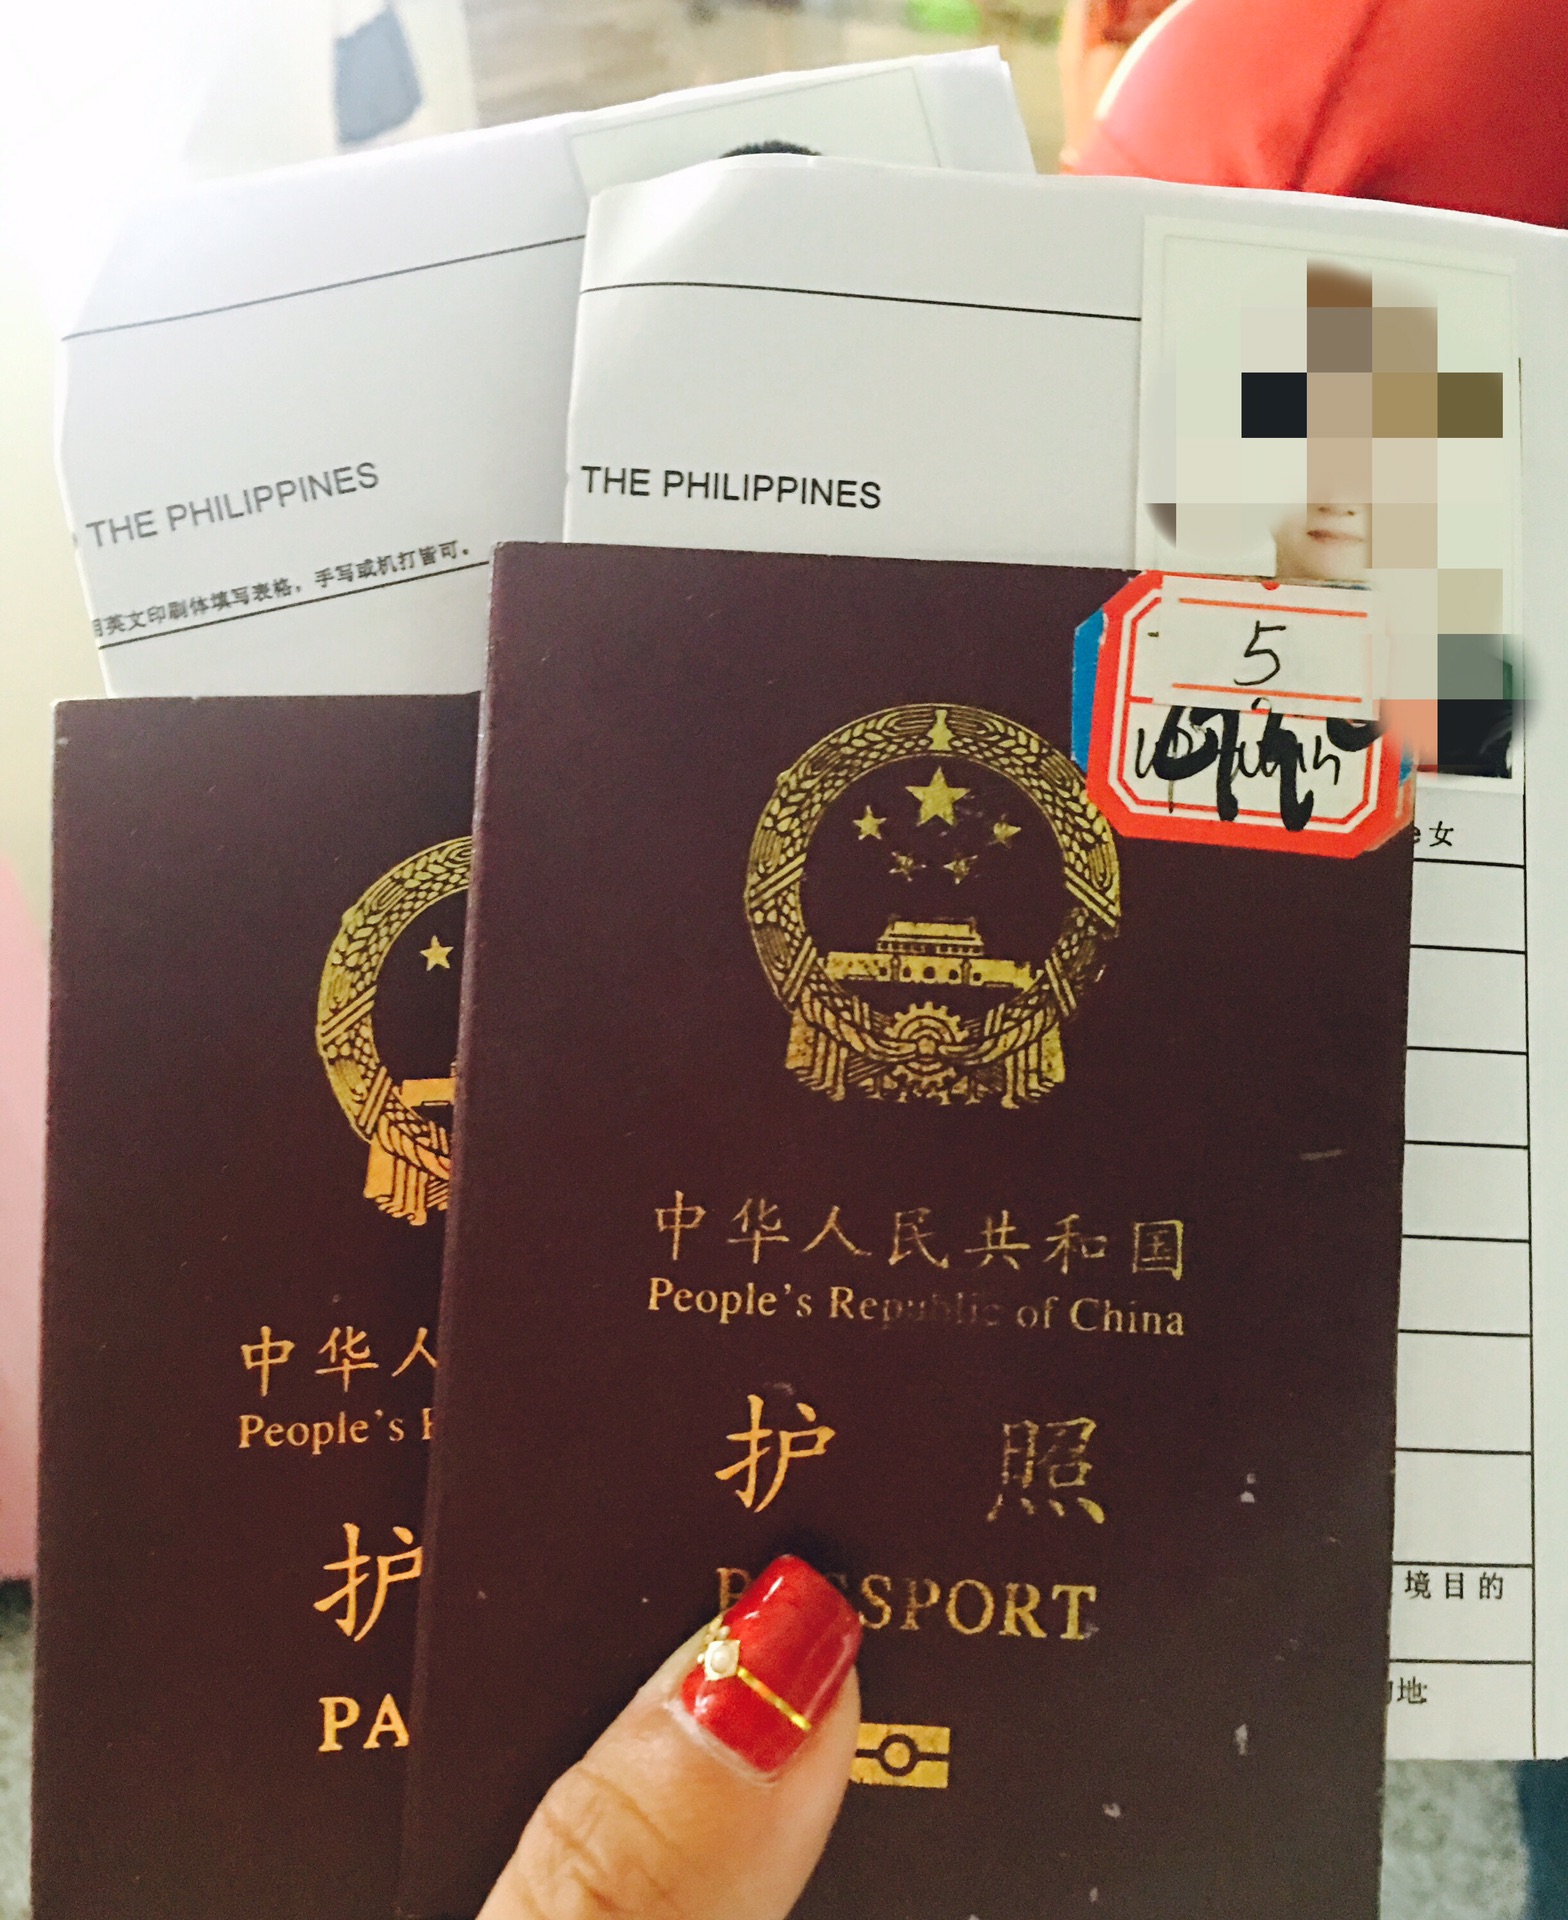 THE PHILIPPINES
用英文印刷体填写表格，手写或机打皆可。
THE PHILIPPINES
5
女
境目的
地
中华人
People's
护
PA
中华人民共和国
People's Republic of China
护照
PASSPORT